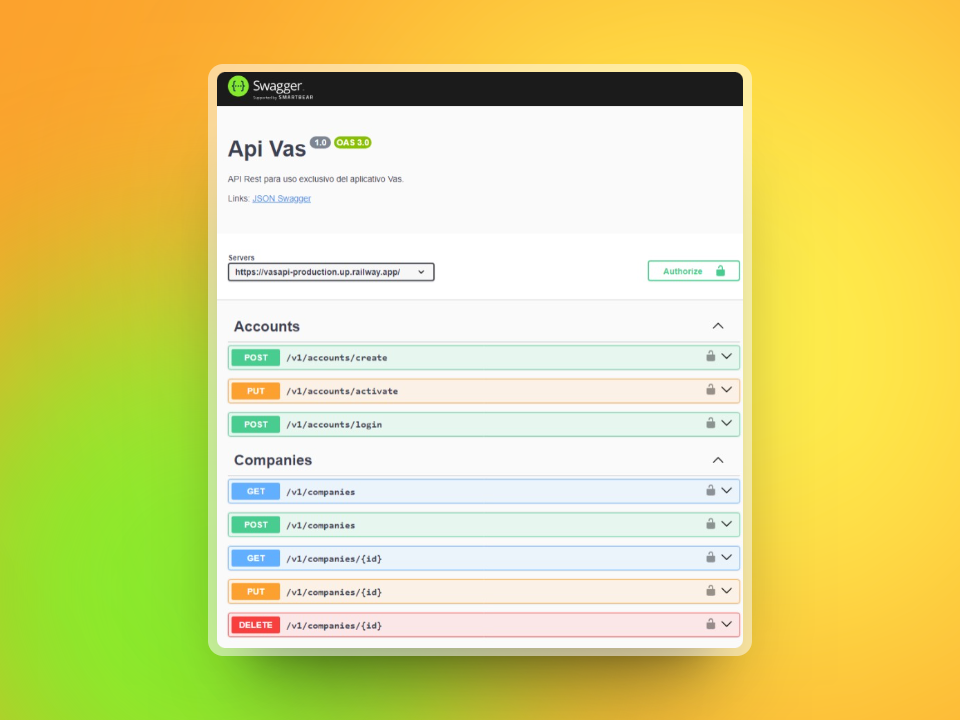 Swagger.
Supported by SMARTBEAR
Api Vas 1.0 OAS 3.0
API Rest para uso exclusivo del aplicativo Vas.
Links: JSON Swagger
Servers
https://vasapi-production.up.railway.app/
Authorize
Accounts
POST /v1/accounts/create
PUT /v1/accounts/activate
POST /v1/accounts/login
Companies
GET /v1/companies
POST /v1/companies
GET /v1/companies/{id}
PUT /v1/companies/{id}
DELETE /v1/companies/{id}